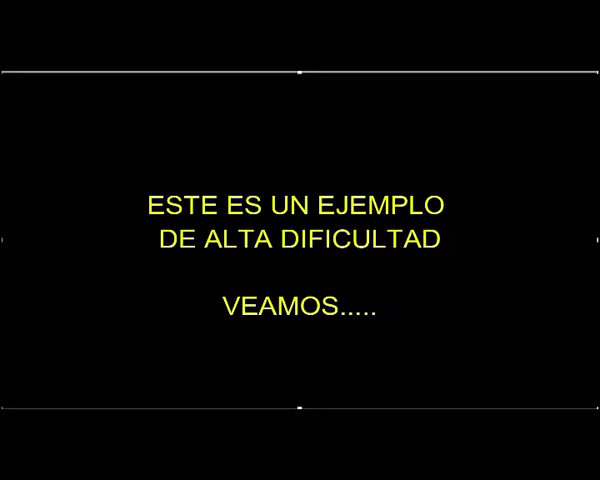 ESTE ES UN EJEMPLO
DE ALTA DIFICULTAD
VEAMOS.....